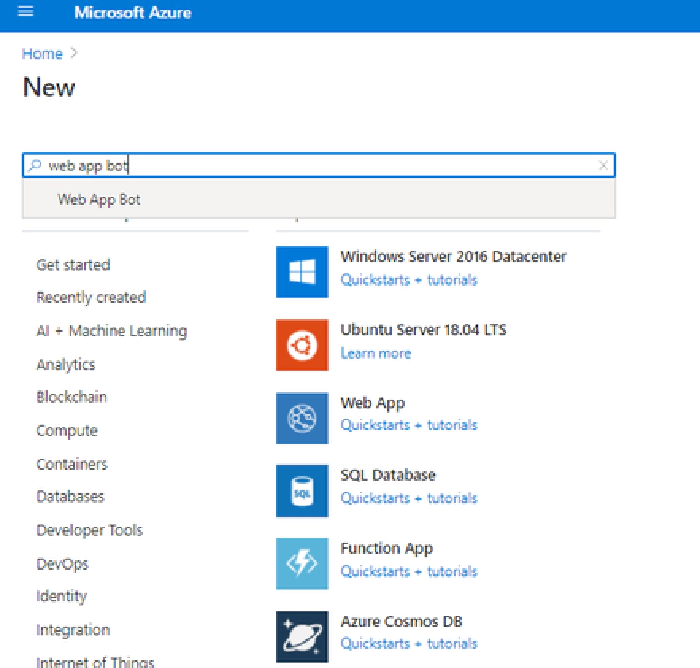 Microsoft Azure
Home >
New
web app bot
Web App Bot
Get started
Recently created
AI + Machine Learning
Analytics
Blockchain
Compute
Containers
Databases
Developer Tools
DevOps
Identity
Integration
Internet of Things
Windows Server 2016 Datacenter
Quickstarts + tutorials
Ubuntu Server 18.04 LTS
Learn more
Web App
Quickstarts + tutorials
SQL
SQL Database
Quickstarts + tutorials
Function App
Quickstarts + tutorials
Azure Cosmos DB
Quickstarts + tutorials